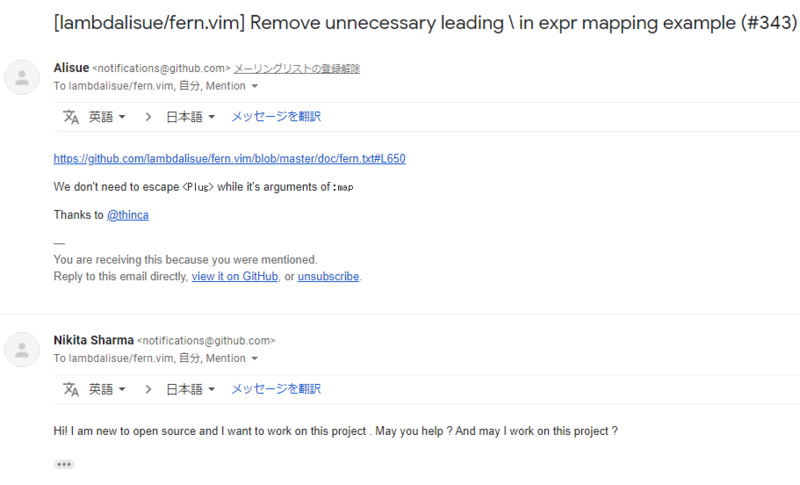 [lambdalisue/fern.vim] Remove unnecessary leading \ in expr mapping example (#343)
Alisue <notifications@github.com> メーリングリストの登録解除
To lambdalisue/fern.vim, 自分, Mention
英語 > 日本語 メッセージを翻訳
https://github.com/lambdalisue/fern.vim/blob/master/doc/fern.txt#L650
We don't need to escape <Plug> while it's arguments of :map
Thanks to @thinca
—
You are receiving this because you were mentioned.
Reply to this email directly, view it on GitHub, or unsubscribe.
Nikita Sharma <notifications@github.com>
To lambdalisue/fern.vim, 自分, Mention
英語 > 日本語 メッセージを翻訳
Hi! I am new to open source and I want to work on this project . May you help ? And may I work on this project ?